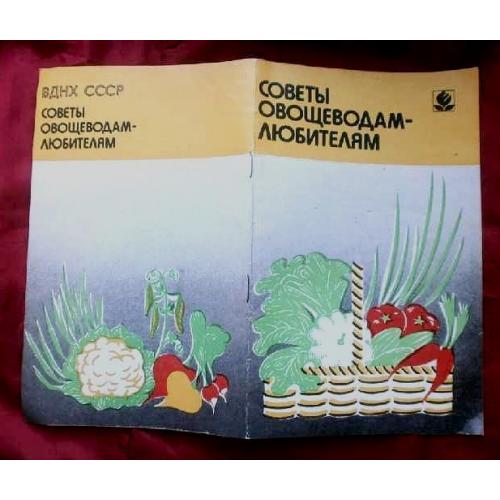 ВДНХ СССР
СОВЕТЫ
ОВОЩЕВОДАМ-
ЛЮБИТЕЛЯМ
СОВЕТЫ
ОВОЩЕВОДАМ-
ЛЮБИТЕЛЯМ